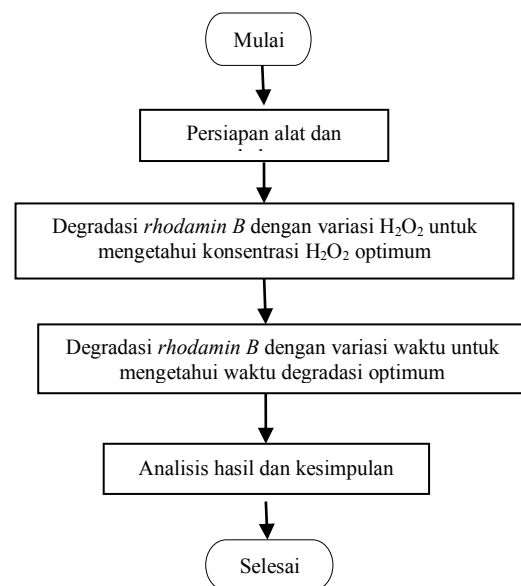 Mulai
Persiapan alat dan
Degradasi rhodamin B dengan variasi H₂O₂ untuk
mengetahui konsentrasi H₂O₂ optimum
Degradasi rhodamin B dengan variasi waktu untuk
mengetahui waktu degradasi optimum
Analisis hasil dan kesimpulan
Selesai